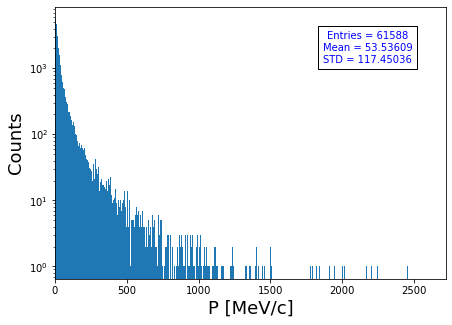 Entries = 61588
Mean = 53.53609
STD = 117.45036
10³
10²
10¹
10⁰
Counts
0 500 1000 1500 2000 2500
P [MeV/c]